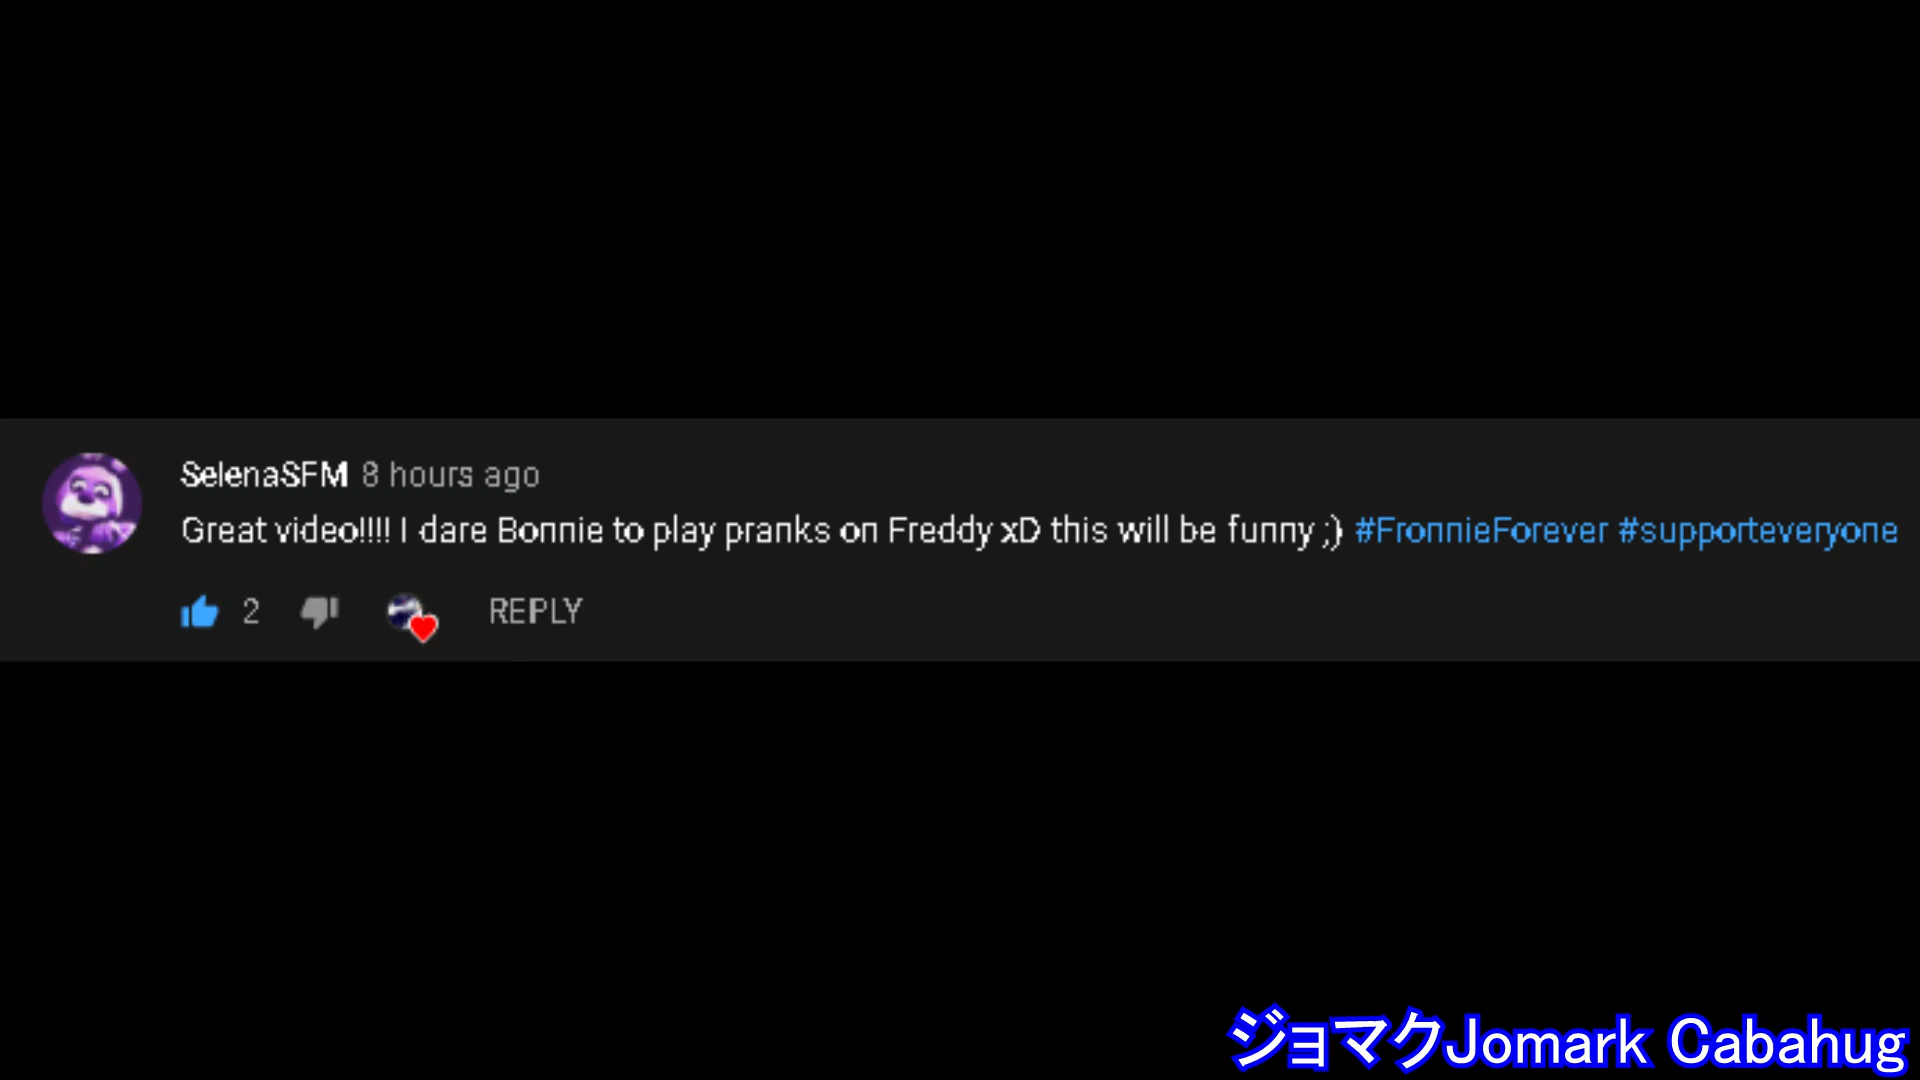 SelenaSFM 8 hours ago
Great video!!!! I dare Bonnie to play pranks on Freddy xD this will be funny ;) #FronnieForever #supporteveryone
2 REPLY
ジョマクJomark Cabahug